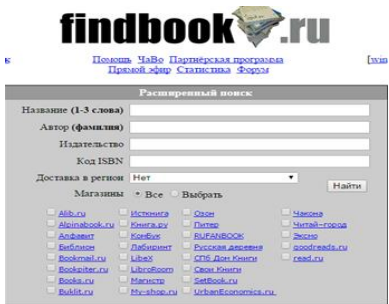 findbook.ru
Помощь ЧаВо Партнёрская программа [win
Прямой эфир Статистика Форум
Расширенный поиск
Название (1-3 слова)
Автор (фамилия)
Издательство
Код ISBN
Доставка в регион Нет
Магазины Все Выбрать
Найти
Alib.ru Исткнига Озон Чакона
Alpinabook.ru Книга.ру Питер Читай-город
Алфавит КомБук RUFANBOOK Эксмо
Библион Лабиринт Русская деревня goodreads.ru
Bookmail.ru LibeX СПб Дом Книги read.ru
Bookpiter.ru LibroRoom Свои Книги
Books.ru Магистр SetBook.ru
Buklit.ru My-shop.ru UrbanEconomics.ru